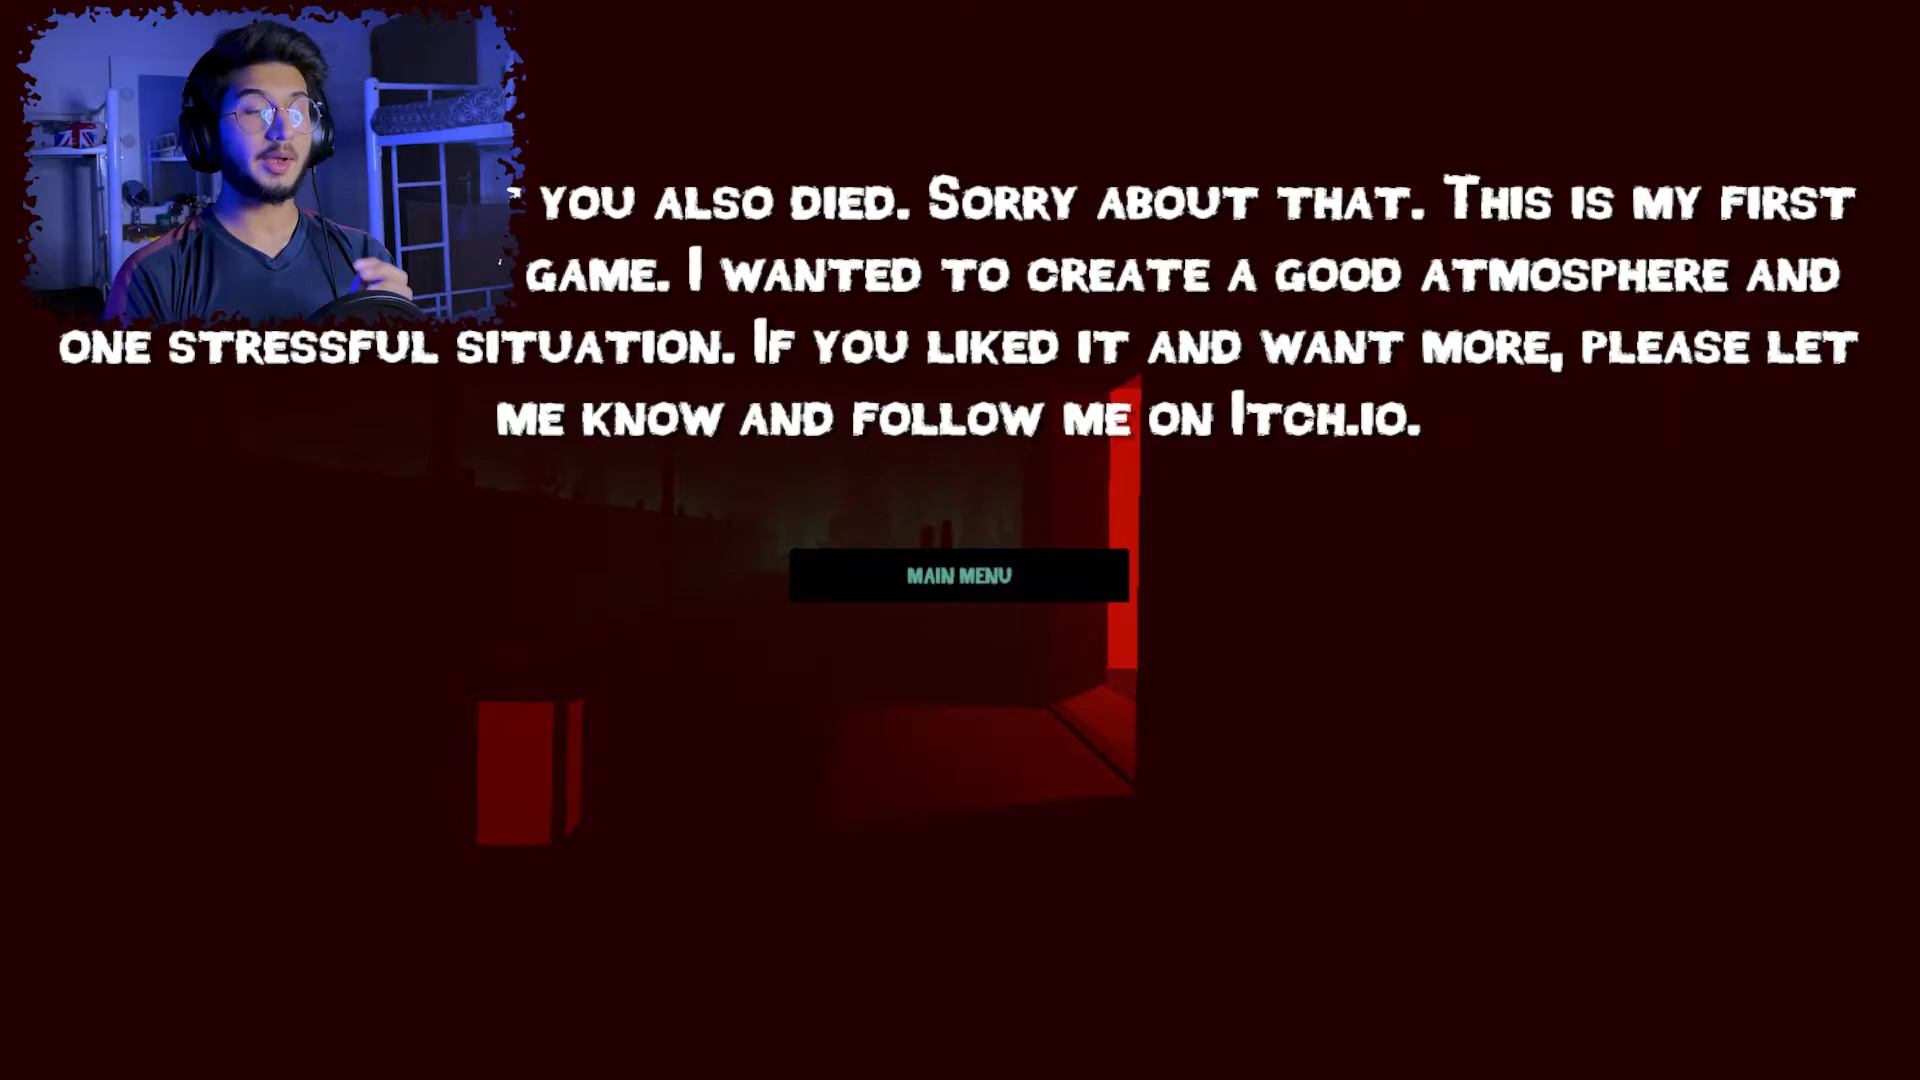 you also died. Sorry about that. This is my first
game. I wanted to create a good atmosphere and
one stressful situation. If you liked it and want more, please let
me know and follow me on Itch.io.
MAIN MENU